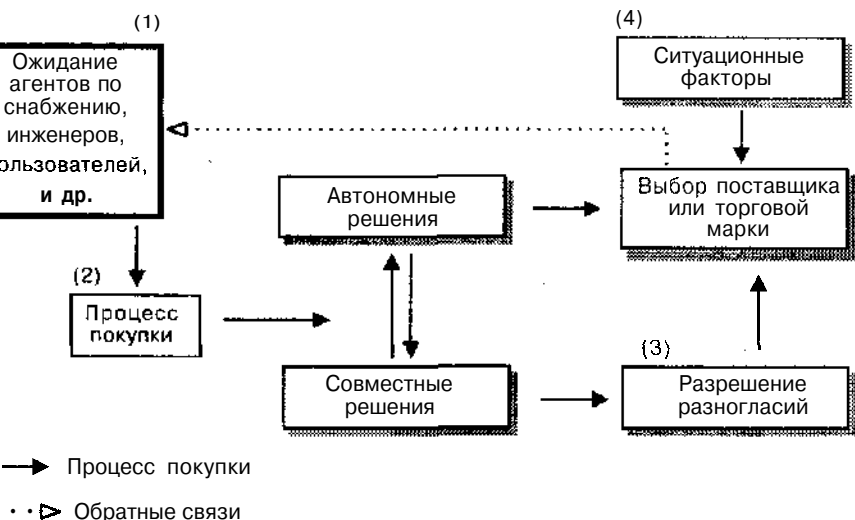 (1)
Ожидание
агентов по
снабжению,
инженеров,
ользователей,
и др.
(4)
Ситуационные
факторы
Автономные
решения
Выбор поставщика
или торговой
марки
(2)
Процесс
покупки
Совместные
решения
(3)
Разрешение
разногласий
Процесс покупки
Обратные связи